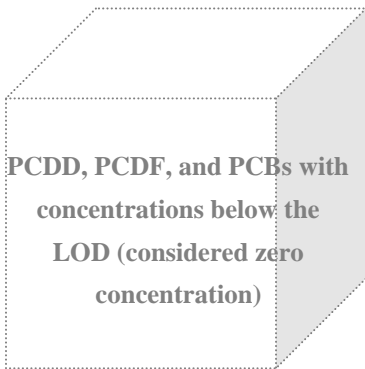 PCDD, PCDF, and PCBs with
concentrations below the
LOD (considered zero
concentration)